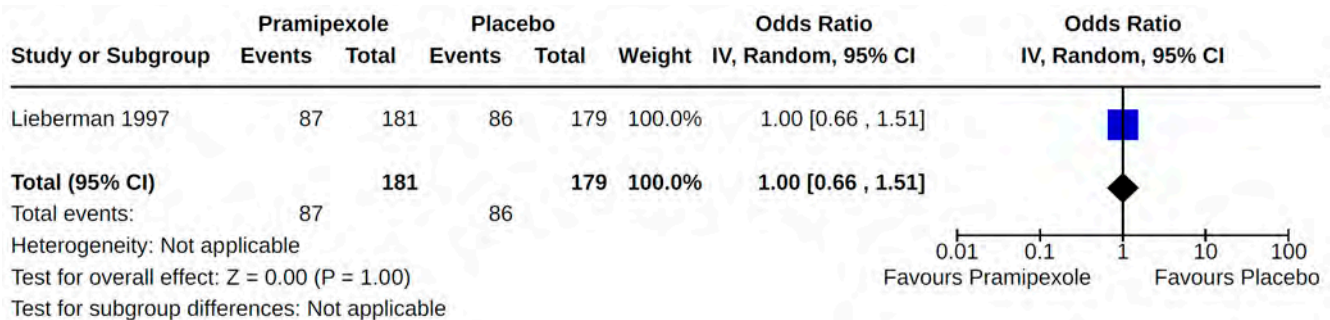 Pramipexole Placebo Odds Ratio Odds Ratio
Study or Subgroup Events Total Events Total Weight IV, Random, 95% CI IV, Random, 95% CI
Lieberman 1997 87 181 86 179 100.0% 1.00 [0.66 , 1.51]
Total (95% CI) 181 179 100.0% 1.00 [0.66 , 1.51]
Total events: 87 86
Heterogeneity: Not applicable
0.01 0.1 1 10 100
Test for overall effect: Z = 0.00 (P = 1.00) Favours Pramipexole Favours Placebo
Test for subgroup differences: Not applicable